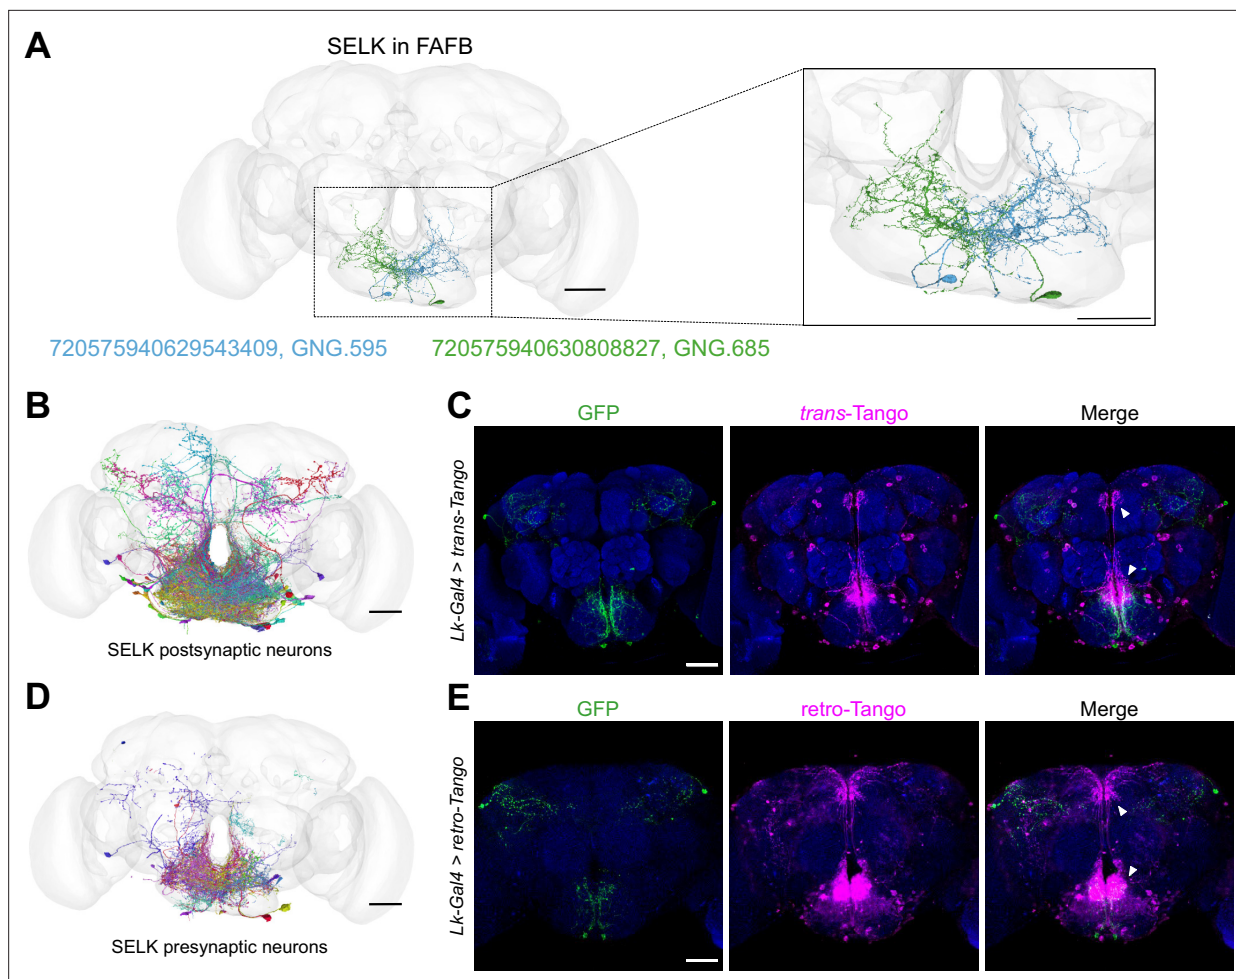 A
SELK in FAFB
720575940629543409, GNG.595
720575940630808827, GNG.685
B
SELK postsynaptic neurons
C
GFP
trans-Tango
Merge
Lk-Gal4 > trans-Tango
D
SELK presynaptic neurons
E
GFP
retro-Tango
Merge
Lk-Gal4 > retro-Tango